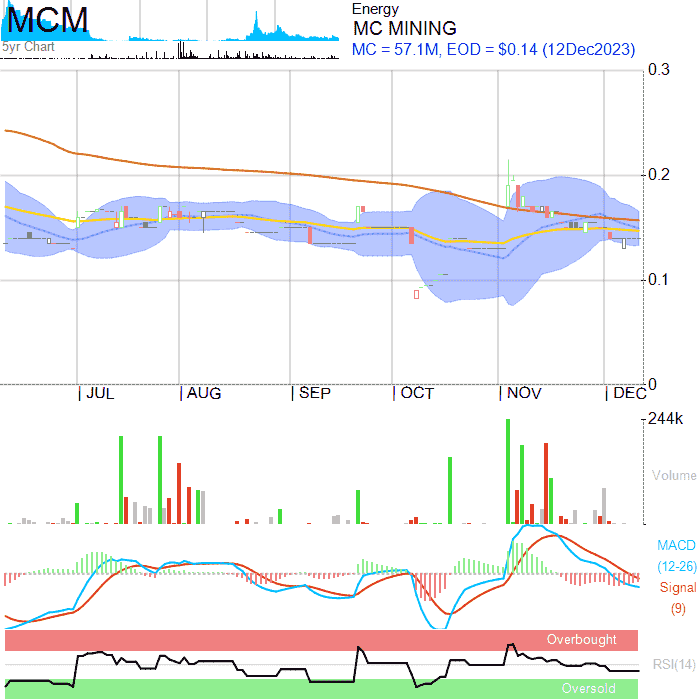 MCM
5yr Chart
Energy
MC MINING
MC = 57.1M, EOD = $0.14 (12Dec2023)
0.3
0.2
0.1
0
JUL AUG SEP OCT NOV DEC
244k
Volume
MACD
(12-26)
Signal
(9)
Overbought
RSI(14)
Oversold